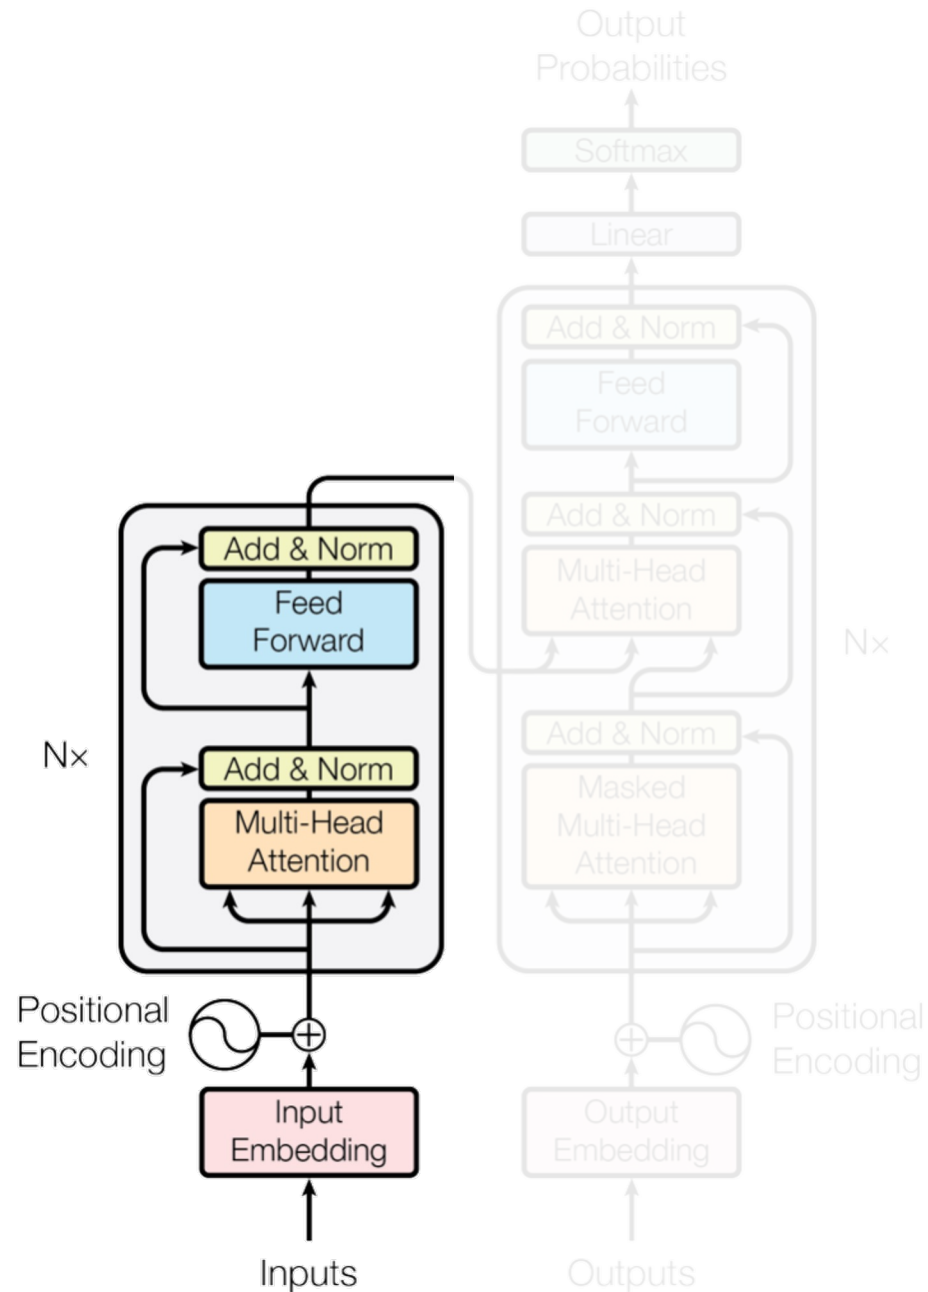 Output
Probabilities
Softmax
Linear
Add & Norm
Feed
Forward
Add & Norm
Multi-Head
Attention
Nx
Add & Norm
Masked
Multi-Head
Attention
Positional
Encoding
Output
Embedding
Outputs
Add & Norm
Feed
Forward
Nx
Add & Norm
Multi-Head
Attention
Positional
Encoding
Input
Embedding
Inputs